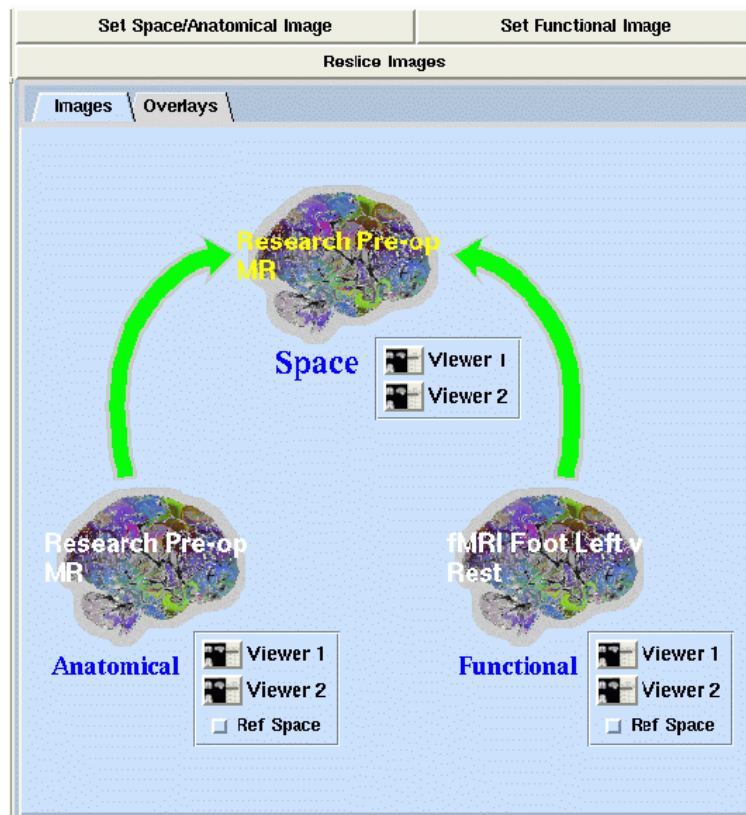 Set Space/Anatomical Image
Set Functional Image
Reslice Images
Images
Overlays
Research Pre-op
MR
Space
Viewer 1
Viewer 2
Research Pre-op
MR
Anatomical
Viewer 1
Viewer 2
Ref Space
fMRI Foot Left v
Rest
Functional
Viewer 1
Viewer 2
Ref Space